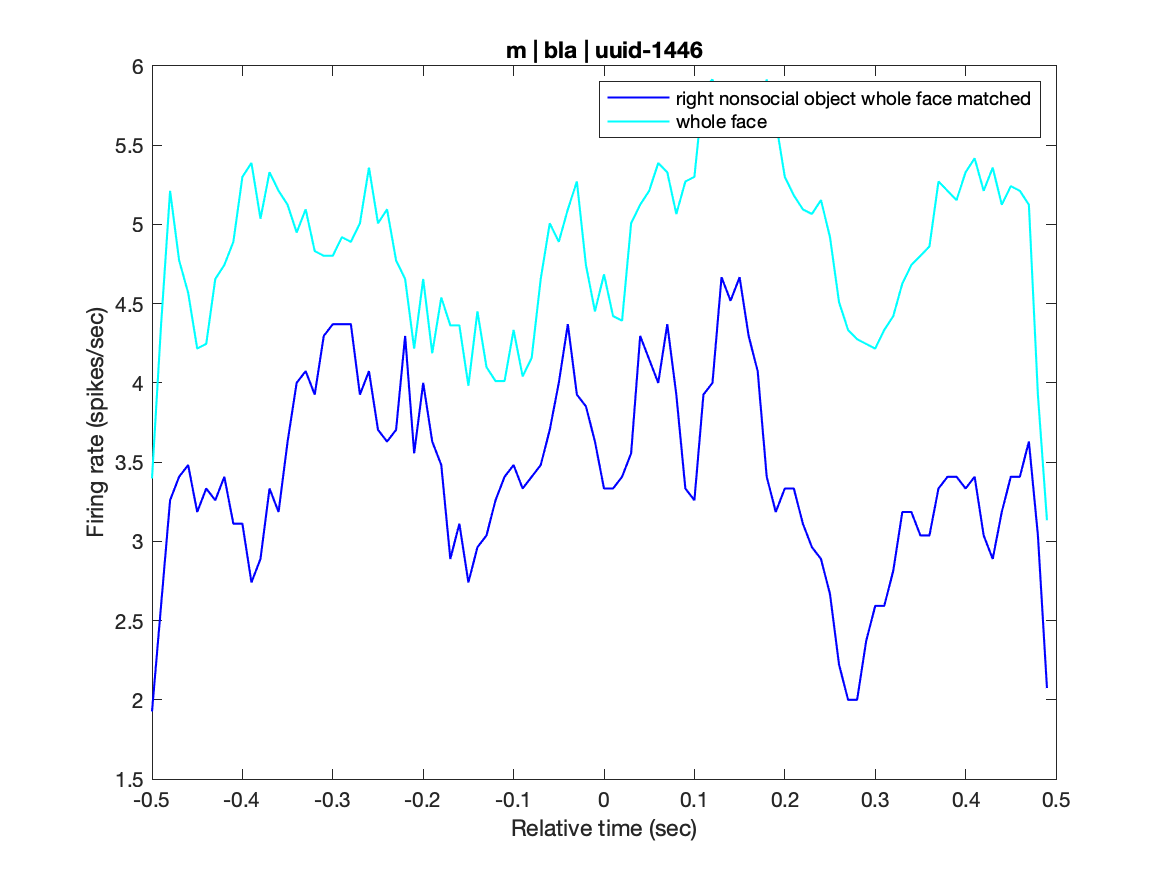 m | bla | uuid-1446
right nonsocial object whole face matched
whole face
Firing rate (spikes/sec)
6
5.5
5
4.5
4
3.5
3
2.5
2
1.5
-0.5 -0.4 -0.3 -0.2 -0.1 0 0.1 0.2 0.3 0.4 0.5
Relative time (sec)